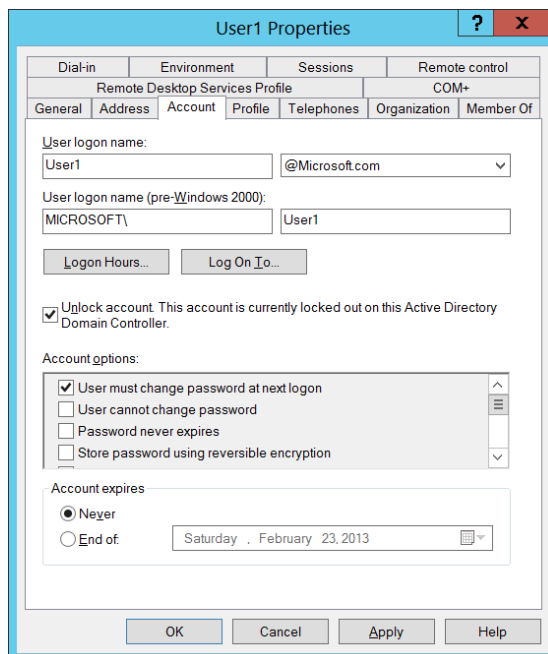 User1 Properties
?
X
Dial-in
Environment
Sessions
Remote control
Remote Desktop Services Profile
COM+
General
Address
Account
Profile
Telephones
Organization
Member Of
User logon name:
User1
@Microsoft.com
User logon name (pre-Windows 2000):
MICROSOFT\
User1
Logon Hours...
Log On To...
Unlock account. This account is currently locked out on this Active Directory
Domain Controller.
Account options:
User must change password at next logon
User cannot change password
Password never expires
Store password using reversible encryption
Account expires
Never
End of:
Saturday , February 23, 2013
OK
Cancel
Apply
Help